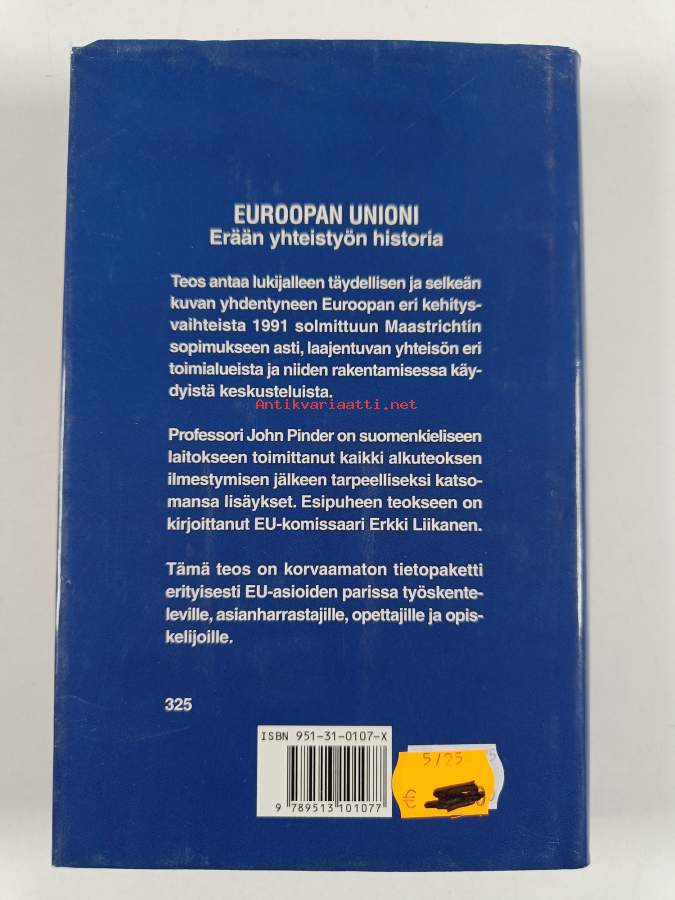 EUROOPAN UNIONI
Erään yhteistyön historia
Teos antaa lukijalleen täydellisen ja selkeän
kuvan yhdentyneen Euroopan eri kehitys-
vaihteista 1991 solmittuun Maastrichtin
sopimukseen asti, laajentuvan yhteisön eri
toimialueista ja niiden rakentamisessa käy-
dyistä keskusteluista.
Antikvariaatti.net
Professori John Pinder on suomenkieliseen
laitokseen toimittanut kaikki alkuteoksen
ilmestymisen jälkeen tarpeelliseksi katso-
mansa lisäykset. Esipuheen teokseen on
kirjoittanut EU-komissaari Erkki Liikanen.
Tämä teos on korvaamaton tietopaketti
erityisesti EU-asioiden parissa työskente-
leville, asianharrastajille, opettajille ja opis-
kelijoille.
325
ISBN 951-31-0107-X
9 789513 101077
5/25